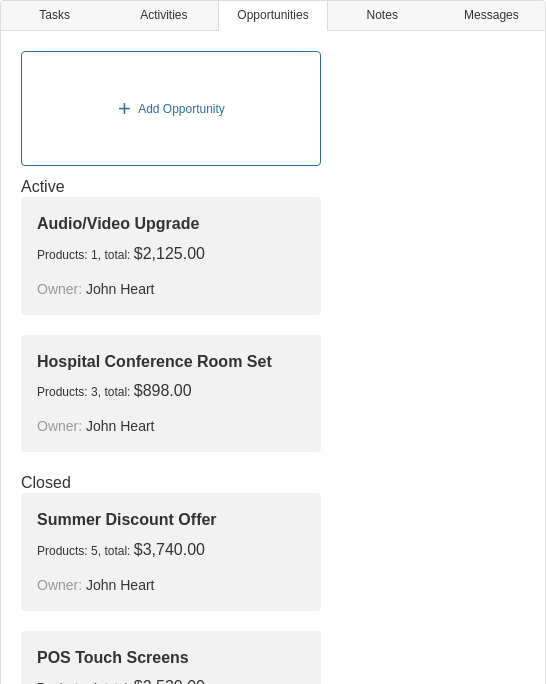 Tasks Activities Opportunities Notes Messages
+ Add Opportunity
Active
Audio/Video Upgrade
Products: 1, total: $2,125.00
Owner: John Heart
Hospital Conference Room Set
Products: 3, total: $898.00
Owner: John Heart
Closed
Summer Discount Offer
Products: 5, total: $3,740.00
Owner: John Heart
POS Touch Screens